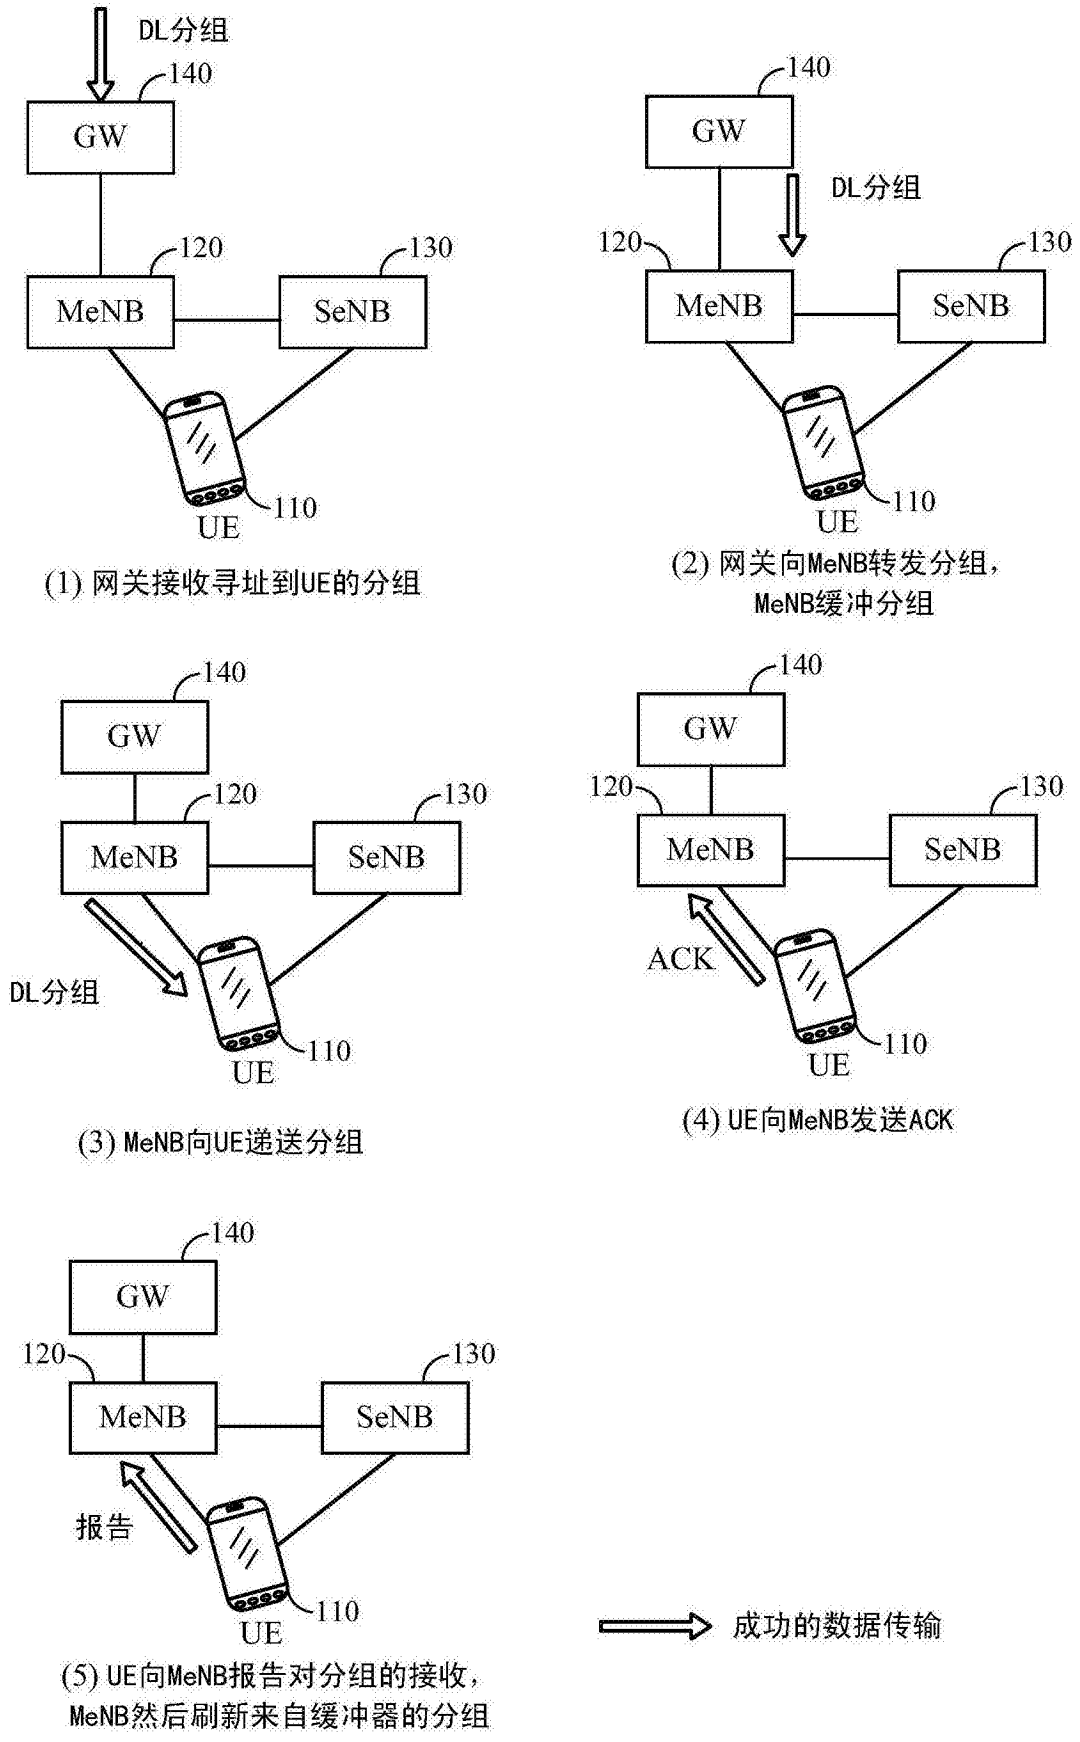 DL分组
140
GW
120
130
MeNB
SeNB
110
UE
(1) 网关接收寻址到UE的分组
140
GW
DL分组
120
130
MeNB
SeNB
110
UE
(2) 网关向MeNB转发分组，
MeNB缓冲分组
140
GW
120
130
MeNB
SeNB
DL分组
110
UE
(3) MeNB向UE递送分组
140
GW
120
130
MeNB
SeNB
ACK
110
UE
(4) UE向MeNB发送ACK
140
GW
120
130
MeNB
SeNB
报告
110
UE
(5) UE向MeNB报告对分组的接收，
MeNB然后刷新来自缓冲器的分组
成功的数据传输